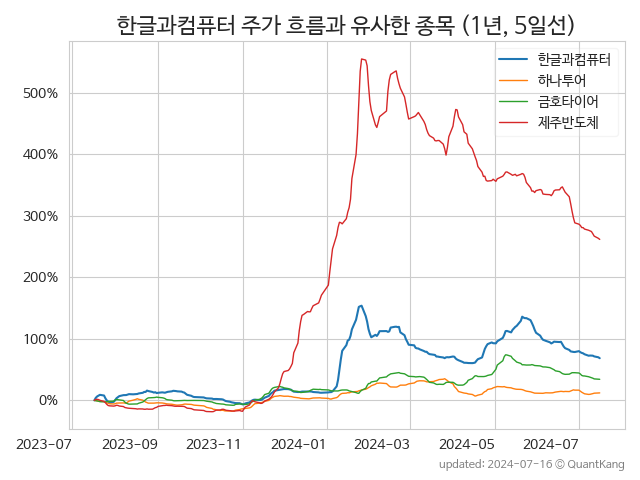 한글과컴퓨터 주가 흐름과 유사한 종목 (1년, 5일선)
한글과컴퓨터
하나투어
금호타이어
제주반도체
500%
400%
300%
200%
100%
0%
2023-07 2023-09 2023-11 2024-01 2024-03 2024-05 2024-07
updated: 2024-07-16 © QuantKang